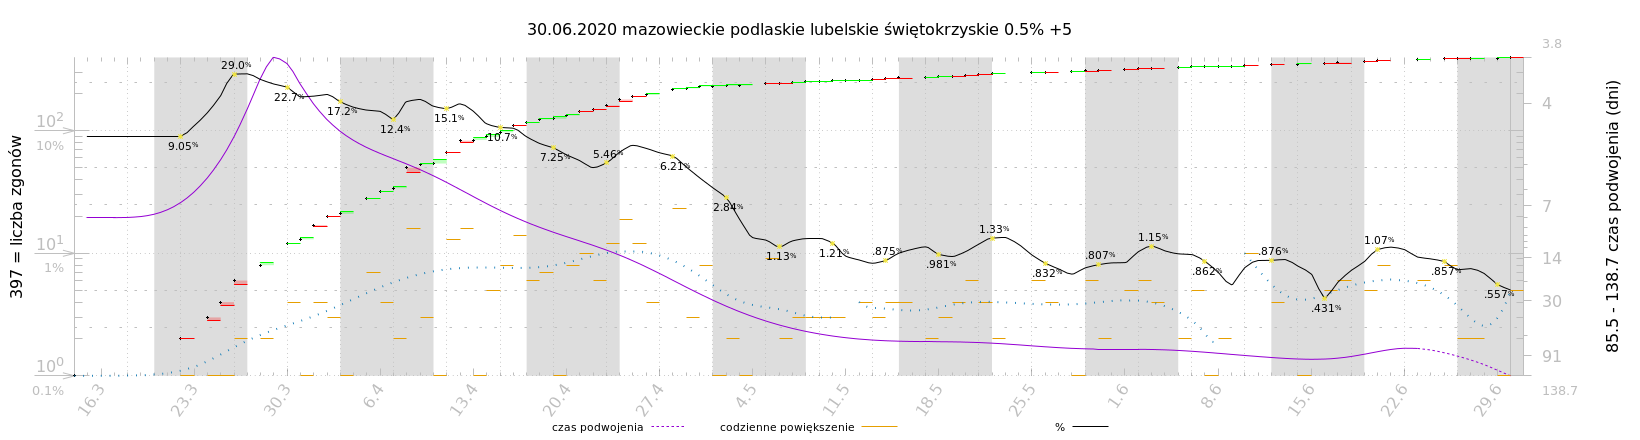 30.06.2020 mazowieckie podlaskie lubelskie świętokrzyskie 0.5% +5
397 = liczba zgonów
10² 10% 10¹ 1% 10⁰ 0.1%
9.05% 29.0% 22.7% 17.2% 12.4% 15.1% 10.7% 7.25% 5.46% 6.21% 2.84% 1.13% 1.21% .875% .981% 1.33% .832% .807% 1.15% .862% .876% .431% 1.07% .857% .557%
3.8
4
7
14
30
91
138.7
85.5 - 138.7 czas podwojenia (dni)
16.3 23.3 30.3 6.4 13.4 20.4 27.4 4.5 11.5 18.5 25.5 1.6 8.6 15.6 22.6 29.6
czas podwojenia codzienne powiększenie %